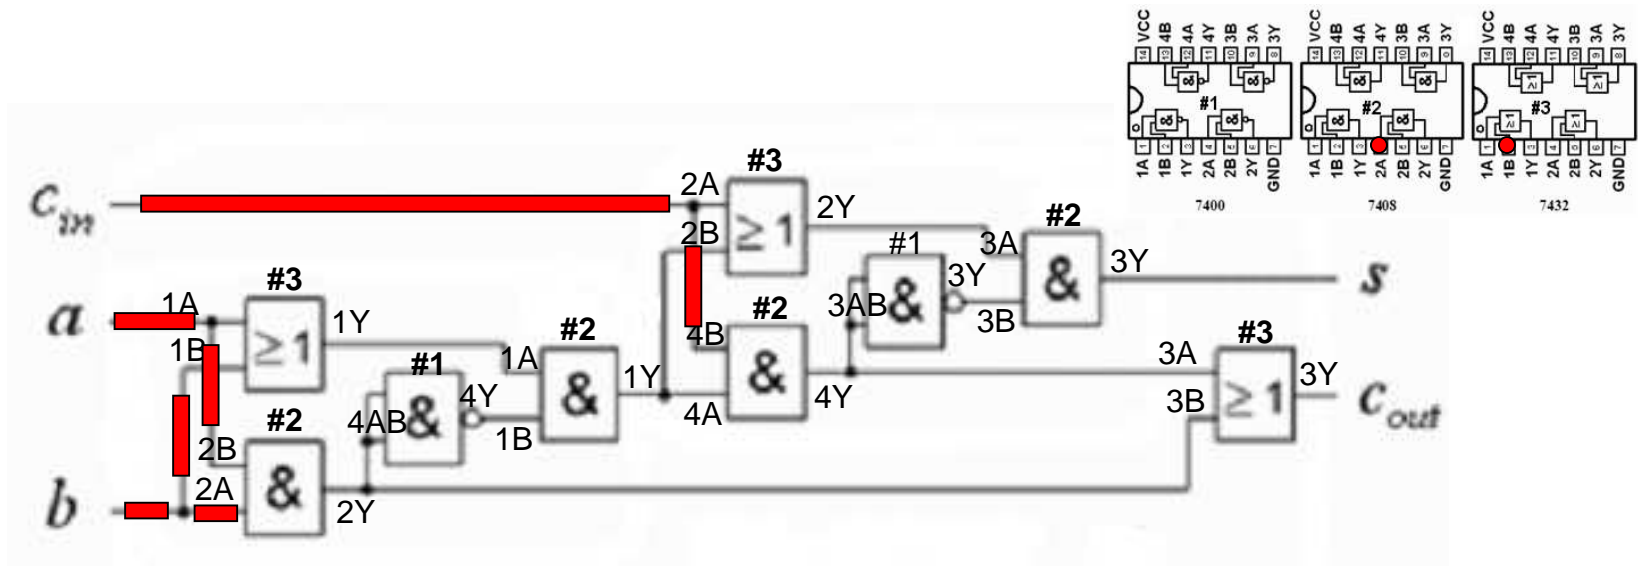 VCC 4B 4A 4Y 3B 3A 3Y
14 13 12 11 10 9 8
& &
#1
& &
1 2 3 4 5 6 7
1A 1B 1Y 2A 2B 2Y GND
7400
VCC 4B 4A 4Y 3B 3A 3Y
14 13 12 11 10 9
& &
#2
& &
1 2 3 5 6 7
1A 1B 1Y 2A 2B 2Y GND
7408
VCC 4B 4A 4Y 3B 3A 3Y
14 13 12 11 10 9 8
≥1 ≥1
#3
≥1 ≥1
1 3 4 6 7
1A 1B 1Y 2A 2B 2Y GND
7432
c in
2A
2B
#3
≥ 1
2Y
3A
#2
&
3Y
s
#1
3AB
&
3Y
3B
a
1A
1B
#3
≥ 1
1Y
#2
1A
&
1Y
1B
4B
#2
&
4A
4Y
#1
4AB
&
4Y
3A
#3
≥ 1
3B
3Y
c out
b
2B
#2
2A
&
2Y